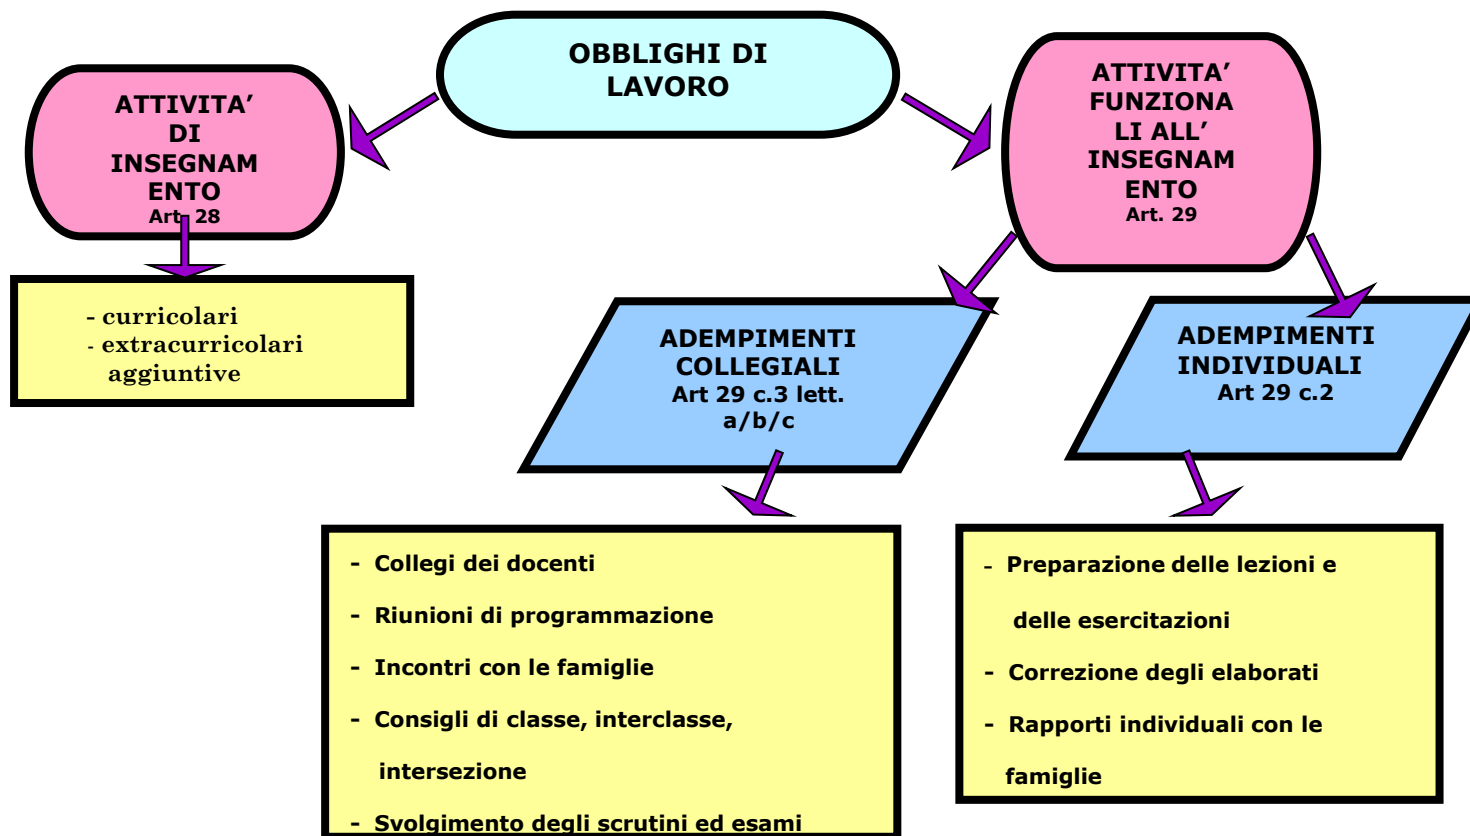 OBBLIGHI DI
LAVORO
ATTIVITA’
DI
INSEGNAM
ENTO
Art. 28
ATTIVITA’
FUNZIONA
LI ALL’
INSEGNAM
ENTO
Art. 29
- curricolari
- extracurricolari
aggiuntive
ADEMPIMENTI
COLLEGIALI
Art 29 c.3 lett.
a/b/c
ADEMPIMENTI
INDIVIDUALI
Art 29 c.2
- Collegi dei docenti
- Riunioni di programmazione
- Incontri con le famiglie
- Consigli di classe, interclasse,
intersezione
- Svolgimento degli scrutini ed esami
- Preparazione delle lezioni e
delle esercitazioni
- Correzione degli elaborati
- Rapporti individuali con le
famiglie